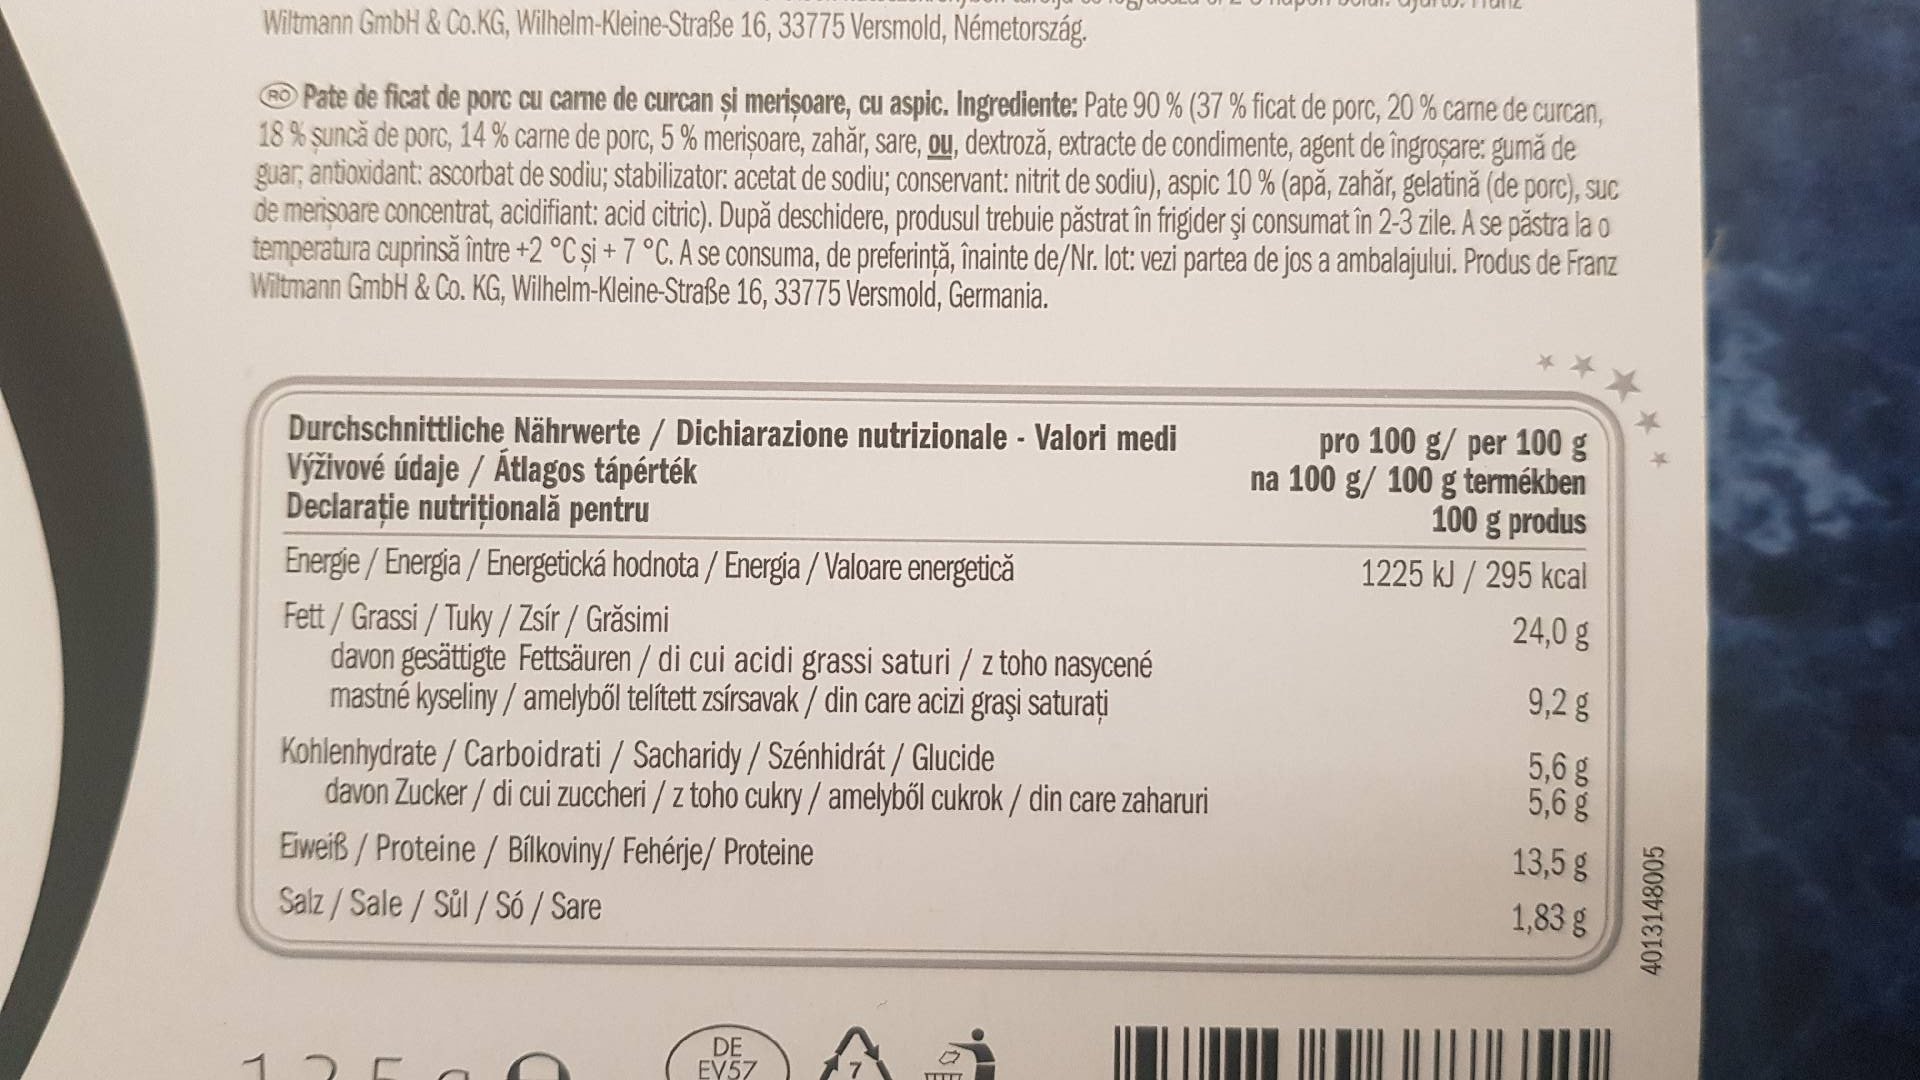 Wiltmann GmbH & Co.KG, Wilhelm-Kleine-Straße 16, 33775 Versmold, Németország.
RO Pate de ficat de porc cu carne de curcan și merișoare, cu aspic. Ingrediente: Pate 90 % (37 % ficat de porc, 20 % carne de curcan,
18 % șuncă de porc, 14 % carne de porc, 5 % merișoare, zahăr, sare, ou, dextroză, extracte de condimente, agent de îngroșare: gumă de
guar; antioxidant: ascorbat de sodiu; stabilizator: acetat de sodiu; conservant: nitrit de sodiu), aspic 10 % (apă, zahăr, gelatină (de porc), suc
de merișoare concentrat, acidifiant: acid citric). După deschidere, produsul trebuie păstrat în frigider și consumat în 2-3 zile. A se păstra la o
temperatura cuprinsă între +2 °C și + 7 °C. A se consuma, de preferință, înainte de/Nr. lot: vezi partea de jos a ambalajului. Produs de Franz
Wiltmann GmbH & Co. KG, Wilhelm-Kleine-Straße 16, 33775 Versmold, Germania.
Durchschnittliche Nährwerte / Dichiarazione nutrizionale - Valori medi pro 100 g/ per 100 g
Výživové údaje / Átlagos tápérték na 100 g/ 100 g termékben
Declarație nutrițională pentru 100 g produs
Energie / Energia / Energetická hodnota / Energia / Valoare energetică 1225 kJ / 295 kcal
Fett / Grassi / Tuky / Zsír / Grăsimi 24,0 g
davon gesättigte Fettsäuren / di cui acidi grassi saturi / z toho nasycené
mastné kyseliny / amelyből telített zsírsavak / din care acizi grași saturați 9,2 g
Kohlenhydrate / Carboidrati / Sacharidy / Szénhidrát / Glucide 5,6 g
davon Zucker / di cui zuccheri / z toho cukry / amelyből cukrok / din care zaharuri 5,6 g
Eiweiß / Proteine / Bílkoviny/ Fehérje/ Proteine 13,5 g
Salz / Sale / Sůl / Só / Sare 1,83 g
4013148005
DE
EV57
7